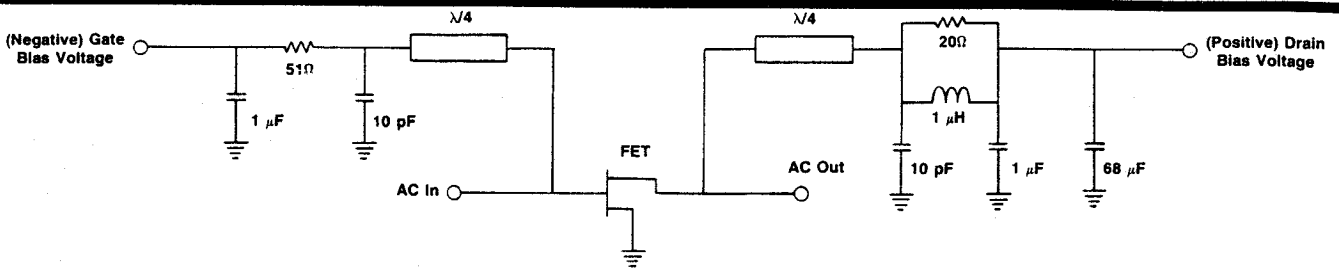 λ/4
λ/4
(Negative) Gate
Bias Voltage
51Ω
1 μF
10 pF
20Ω
1 μH
(Positive) Drain
Bias Voltage
10 pF
1 μF
68 μF
FET
AC In
AC Out